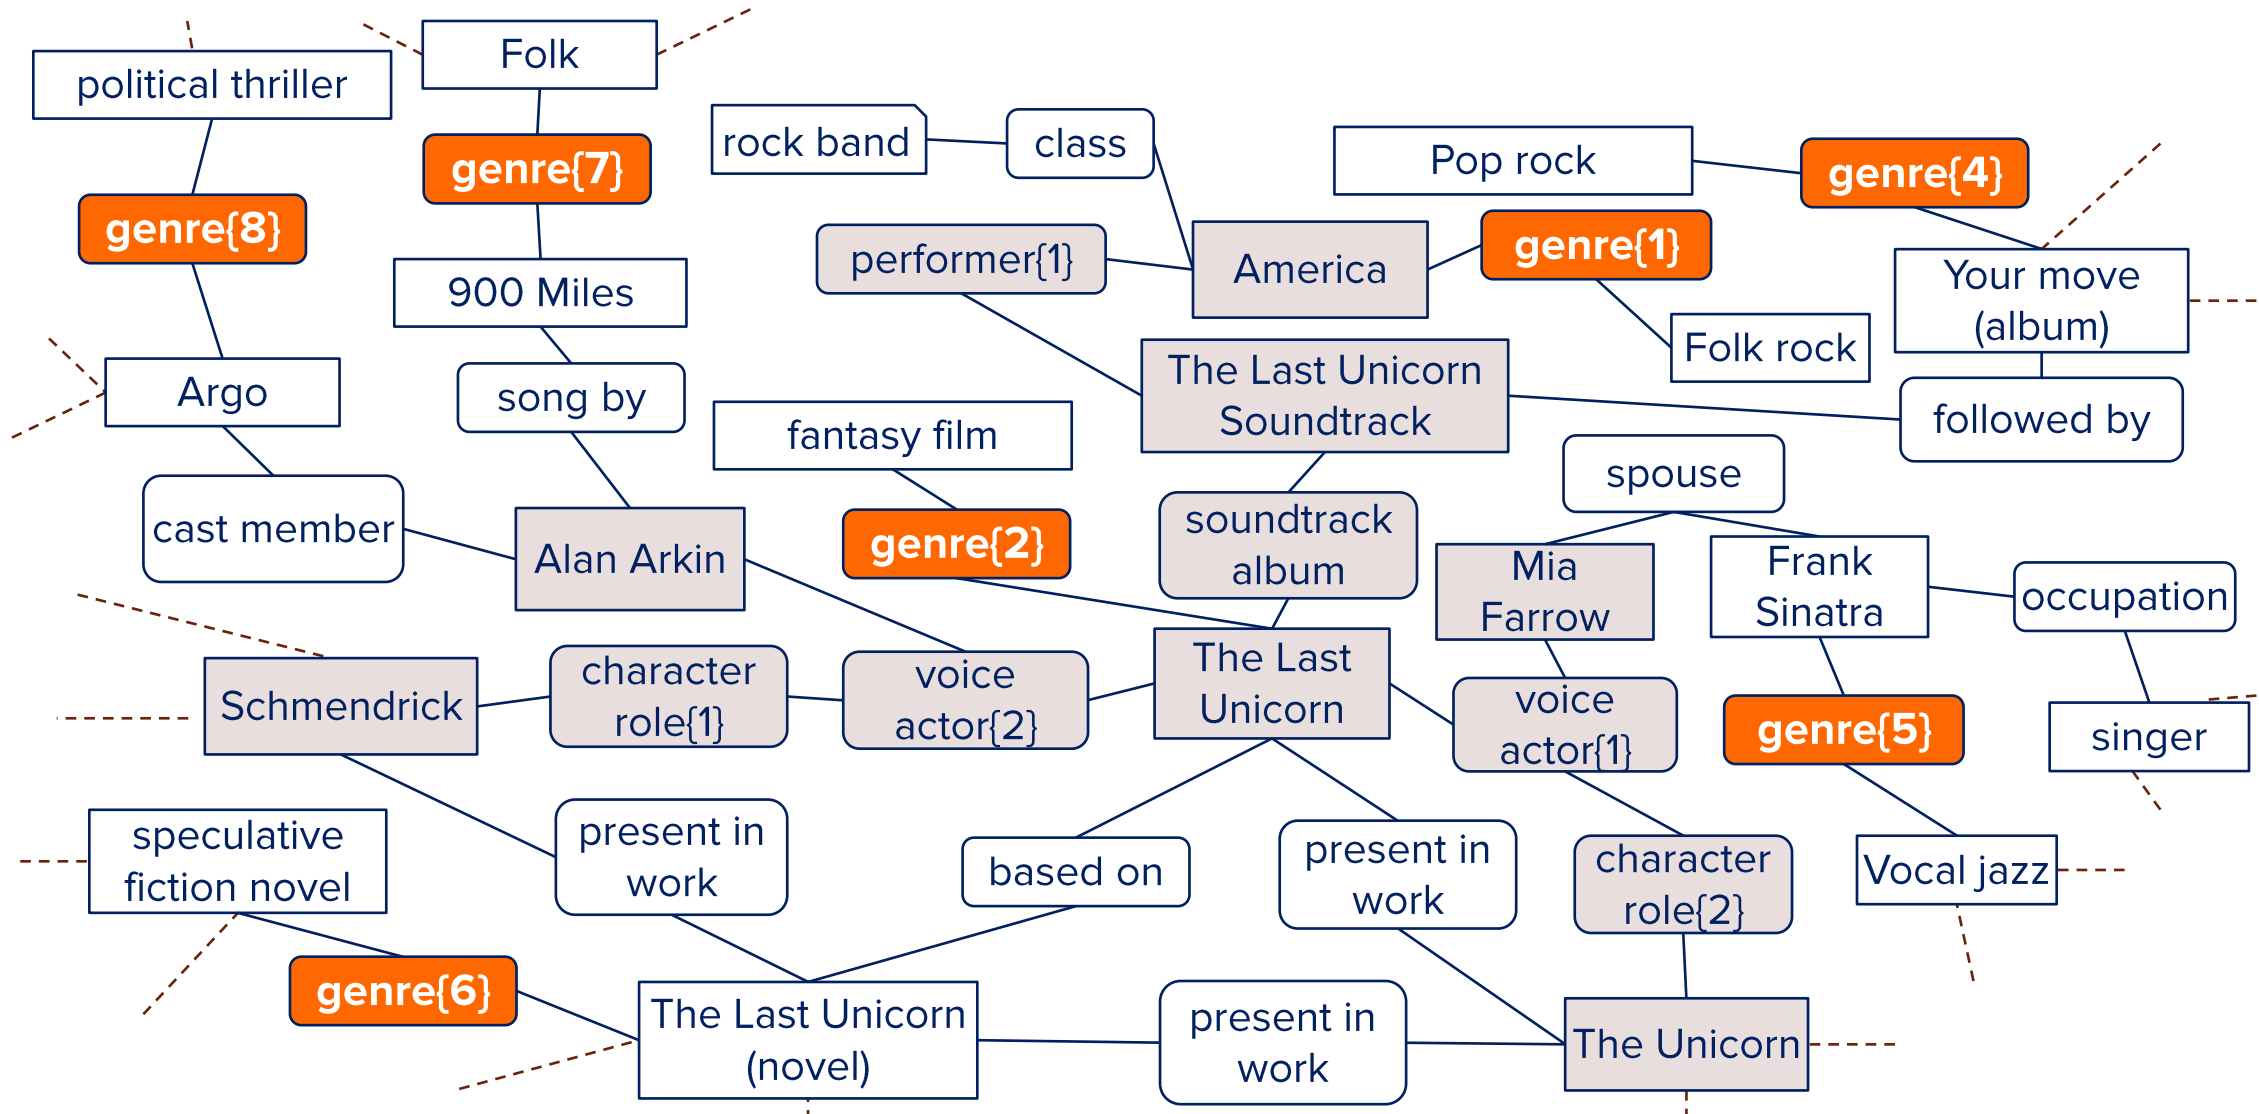 Folk
political thriller
rock band
class
Pop rock
genre{4}
genre{7}
genre{8}
performer{1}
America
genre{1}
Your move
(album)
900 Miles
Folk rock
The Last Unicorn
Soundtrack
Argo
song by
followed by
fantasy film
spouse
cast member
Alan Arkin
genre{2}
soundtrack
album
Mia
Farrow
Frank
Sinatra
occupation
Schmendrick
character
role{1}
voice
actor{2}
The Last
Unicorn
voice
actor{1}
genre{5}
singer
speculative
fiction novel
present in
work
based on
present in
work
character
role{2}
Vocal jazz
genre{6}
The Last Unicorn
(novel)
present in
work
The Unicorn